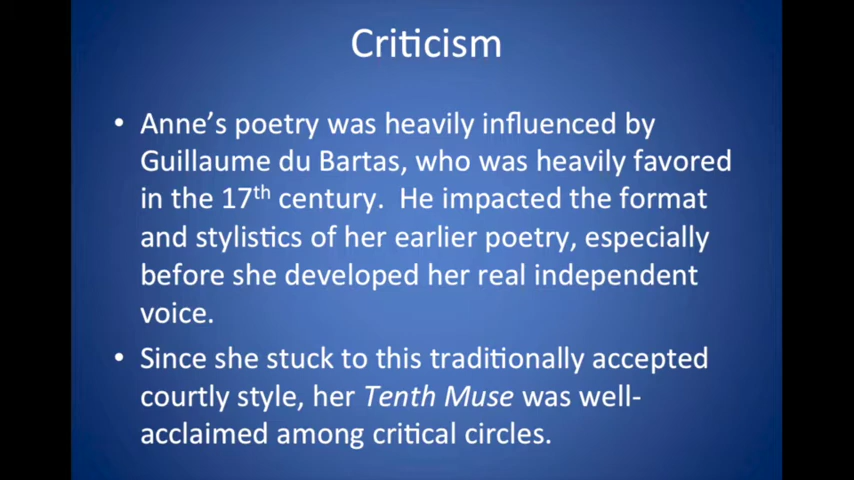 Criticism
• Anne’s poetry was heavily influenced by
Guillaume du Bartas, who was heavily favored
in the 17th century.  He impacted the format
and stylistics of her earlier poetry, especially
before she developed her real independent
voice.
• Since she stuck to this traditionally accepted
courtly style, her Tenth Muse was well-
acclaimed among critical circles.